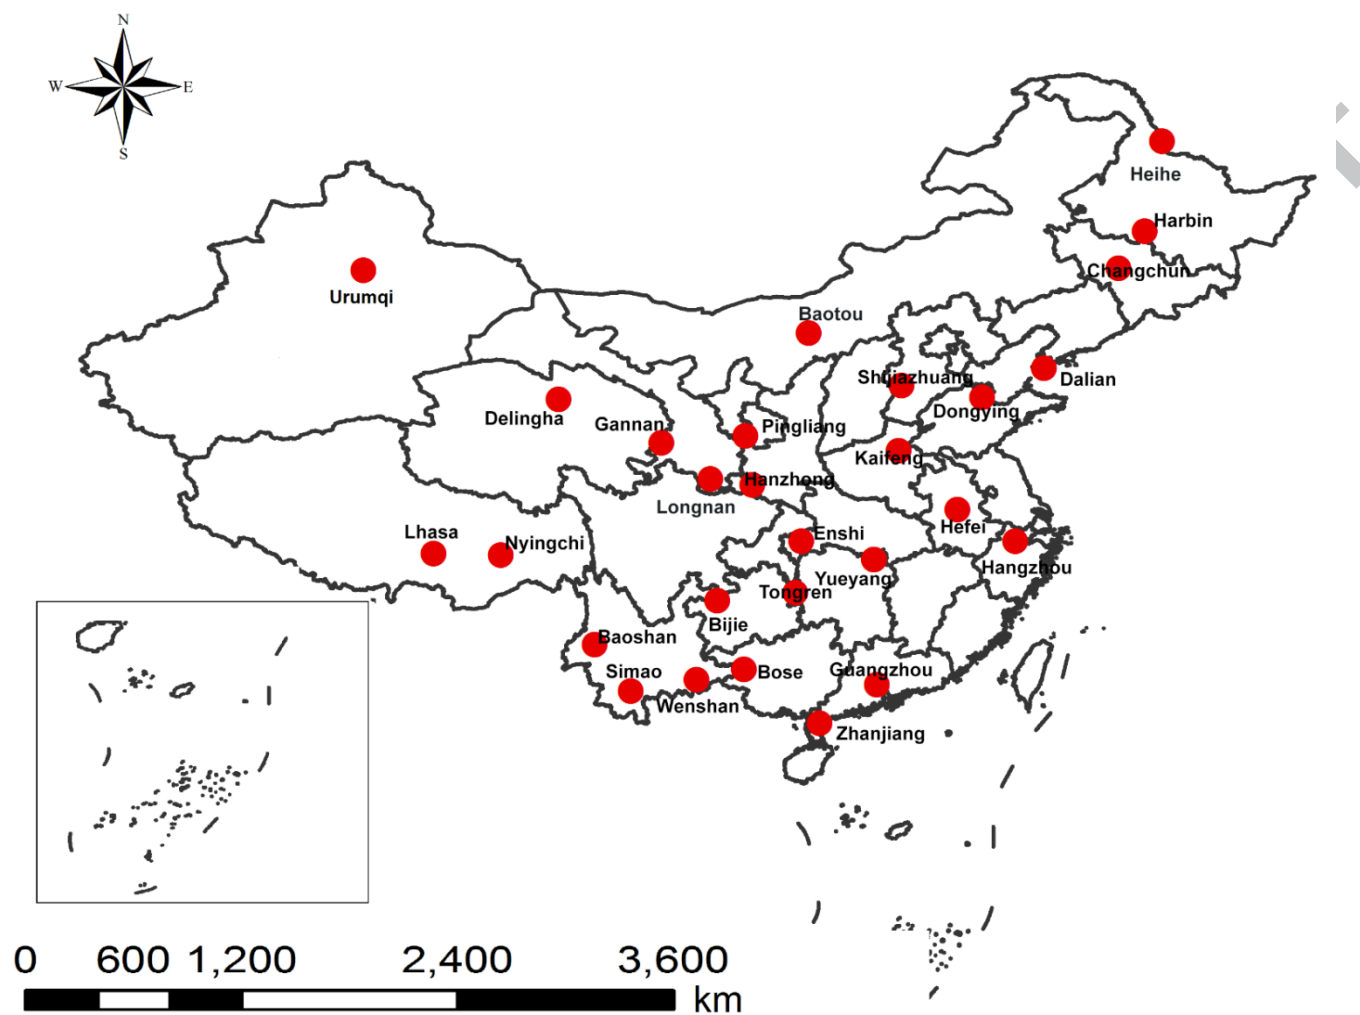 N
W
E
S
Heihe
Harbin
Changchun
Urumqi
Baotou
Shijiazhuang
Dalian
Delingha
Dongying
Gannan
Pingliang
Kaifeng
Hanzhong
Longnan
Hefei
Lhasa
Nyingchi
Enshi
Hangzhou
Yueyang
Tongren
Bijie
Baoshan
Simao
Bose
Guangzhou
Wenshan
Zhanjiang
0 600 1,200 2,400 3,600
km